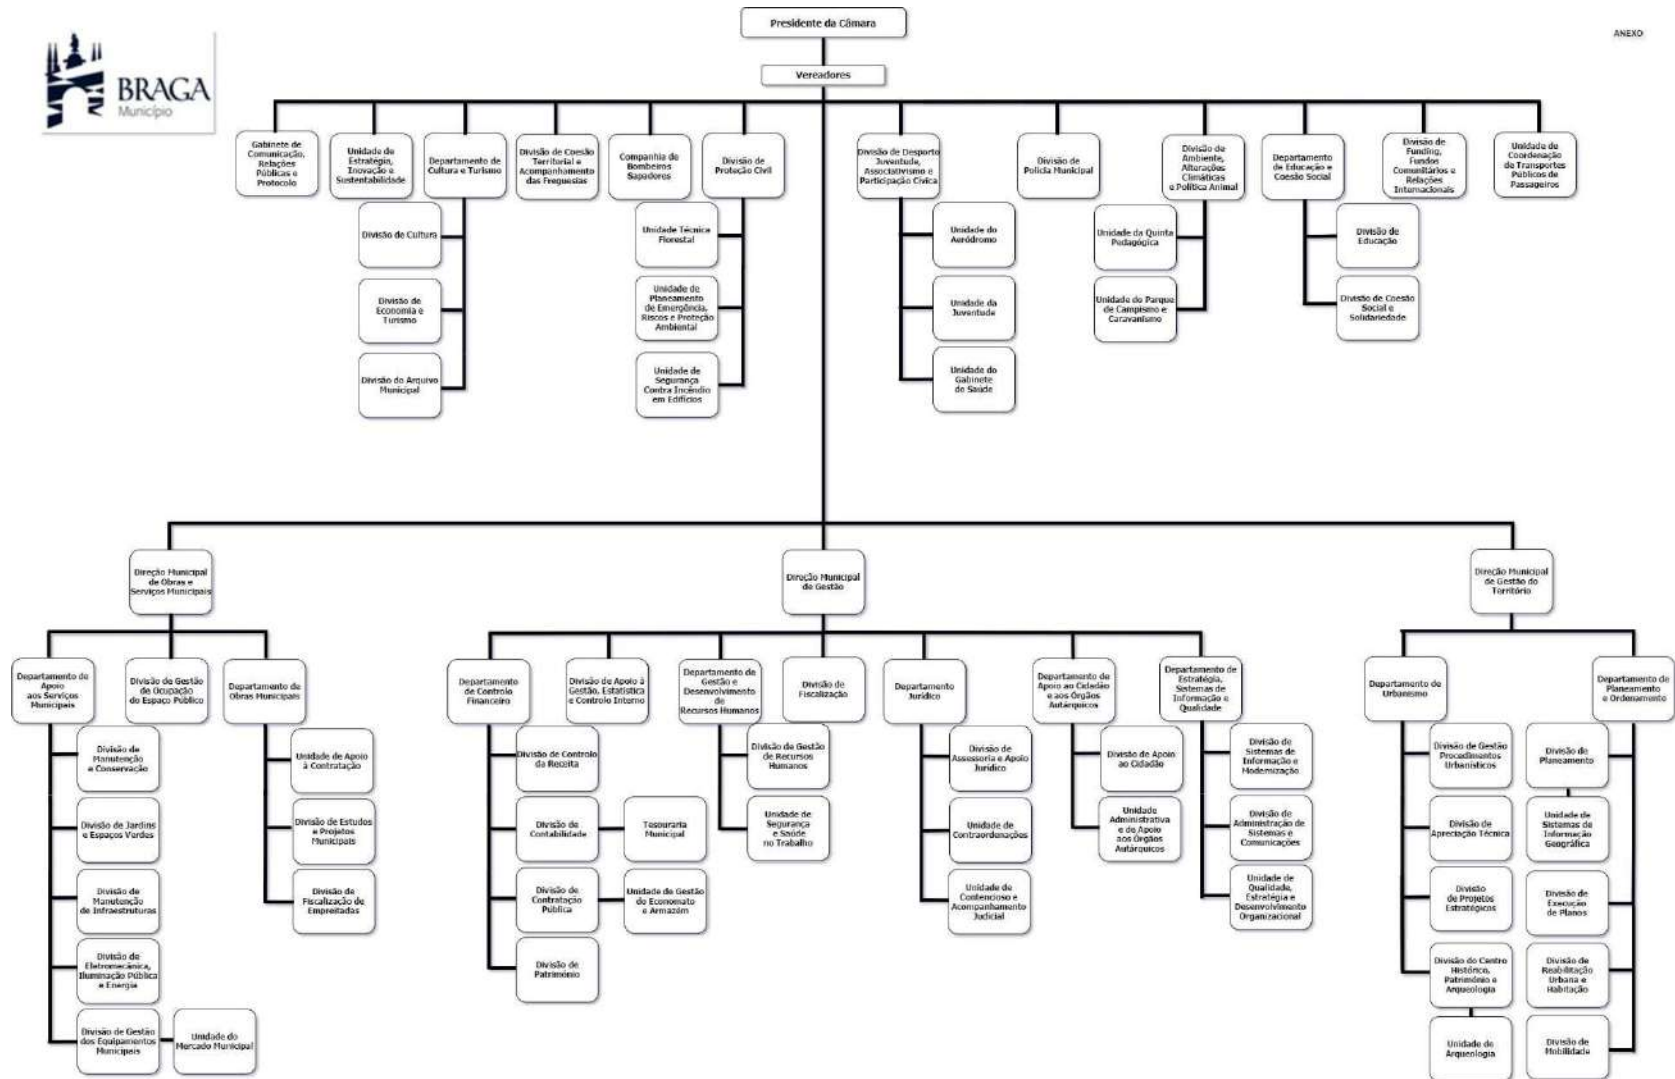 Presidente da Câmara
ANEXO
BRAGA
Município
Vereadores
Gabinete de
Comunicação,
Relações
Públicas e
Protocolo
Unidade de
Estratégia,
Inovação e
Sustentabilidade
Departamento de
Cultura e Turismo
Divisão de Coesão
Territorial e
Acompanhamento
das Freguesias
Companhia de
Bombeiros
Sapadores
Divisão de
Proteção Civil
Divisão de Desporto
Juventude,
Associativismo e
Participação Cívica
Divisão de
Polícia Municipal
Divisão de
Ambiente,
Alterações
Climáticas
e Política Animal
Departamento
de Educação e
Coesão Social
Divisão de
Funding,
Fundos
Comunitários e
Relações
Internacionais
Unidade de
Coordenação
de Transportes
Públicos de
Passageiros
Divisão de Cultura
Divisão de
Economia e
Turismo
Divisão do Arquivo
Municipal
Unidade Técnica
Florestal
Unidade de
Planeamento
de Emergência,
Riscos e Proteção
Ambiental
Unidade de
Segurança
Contra Incêndio
em Edifícios
Unidade do
Aeródromo
Unidade da
Juventude
Unidade do
Gabinete
de Saúde
Unidade da Quinta
Pedagógica
Unidade do Parque
de Campismo e
Caravanismo
Divisão de
Educação
Divisão de Coesão
Social e
Solidariedade
Direção Municipal
de Obras e
Serviços Municipais
Direção Municipal
de Gestão
Direção Municipal
de Gestão do
Território
Departamento de
Apoio
aos Serviços
Municipais
Divisão de Gestão
de Ocupação
do Espaço Público
Departamento de
Obras Municipais
Divisão de
Manutenção
e Conservação
Divisão de Jardins
e Espaços Verdes
Divisão de
Manutenção
de Infraestruturas
Divisão de
Eletromecânica,
Iluminação Pública
e Energia
Divisão de Gestão
dos Equipamentos
Municipais
Unidade do
Mercado Municipal
Unidade de Apoio
à Contratação
Divisão de Estudos
e Projetos
Municipais
Divisão de
Fiscalização de
Empreitadas
Departamento
de Controlo
Financeiro
Divisão de Apoio à
Gestão, Estatística
e Controlo Interno
Departamento de
Gestão e
Desenvolvimento
de
Recursos Humanos
Divisão de
Fiscalização
Departamento
Jurídico
Departamento de
Apoio ao Cidadão
e aos Órgãos
Autárquicos
Departamento de
Estratégia,
Sistemas de
Informação e
Qualidade
Divisão de Controlo
da Receita
Divisão de
Contabilidade
Tesouraria
Municipal
Divisão de
Contratação
Pública
Unidade de Gestão
do Economato
e Armazém
Divisão de
Património
Divisão de Gestão
de Recursos
Humanos
Unidade de
Segurança
e Saúde
no Trabalho
Divisão de
Assessoria e Apoio
Jurídico
Unidade de
Contraordenações
Unidade de
Contencioso e
Acompanhamento
Judicial
Divisão de Apoio
ao Cidadão
Unidade
Administrativa
e de Apoio
aos Órgãos
Autárquicos
Divisão de
Sistemas de
Informação e
Modernização
Divisão de
Administração de
Sistemas e
Comunicações
Unidade de
Qualidade,
Estratégia e
Desenvolvimento
Organizacional
Departamento de
Urbanismo
Departamento
de Planeamento
e Ordenamento
Divisão de Gestão
Procedimentos
Urbanísticos
Divisão de
Apreciação Técnica
Divisão
de Projetos
Estratégicos
Divisão do Centro
Histórico,
Património e
Arqueologia
Unidade de
Arqueologia
Divisão de
Planeamento
Unidade de
Sistemas de
Informação
Geográfica
Divisão de
Execução
de Planos
Divisão de
Reabilitação
Urbana e
Habitação
Divisão de
Mobilidade